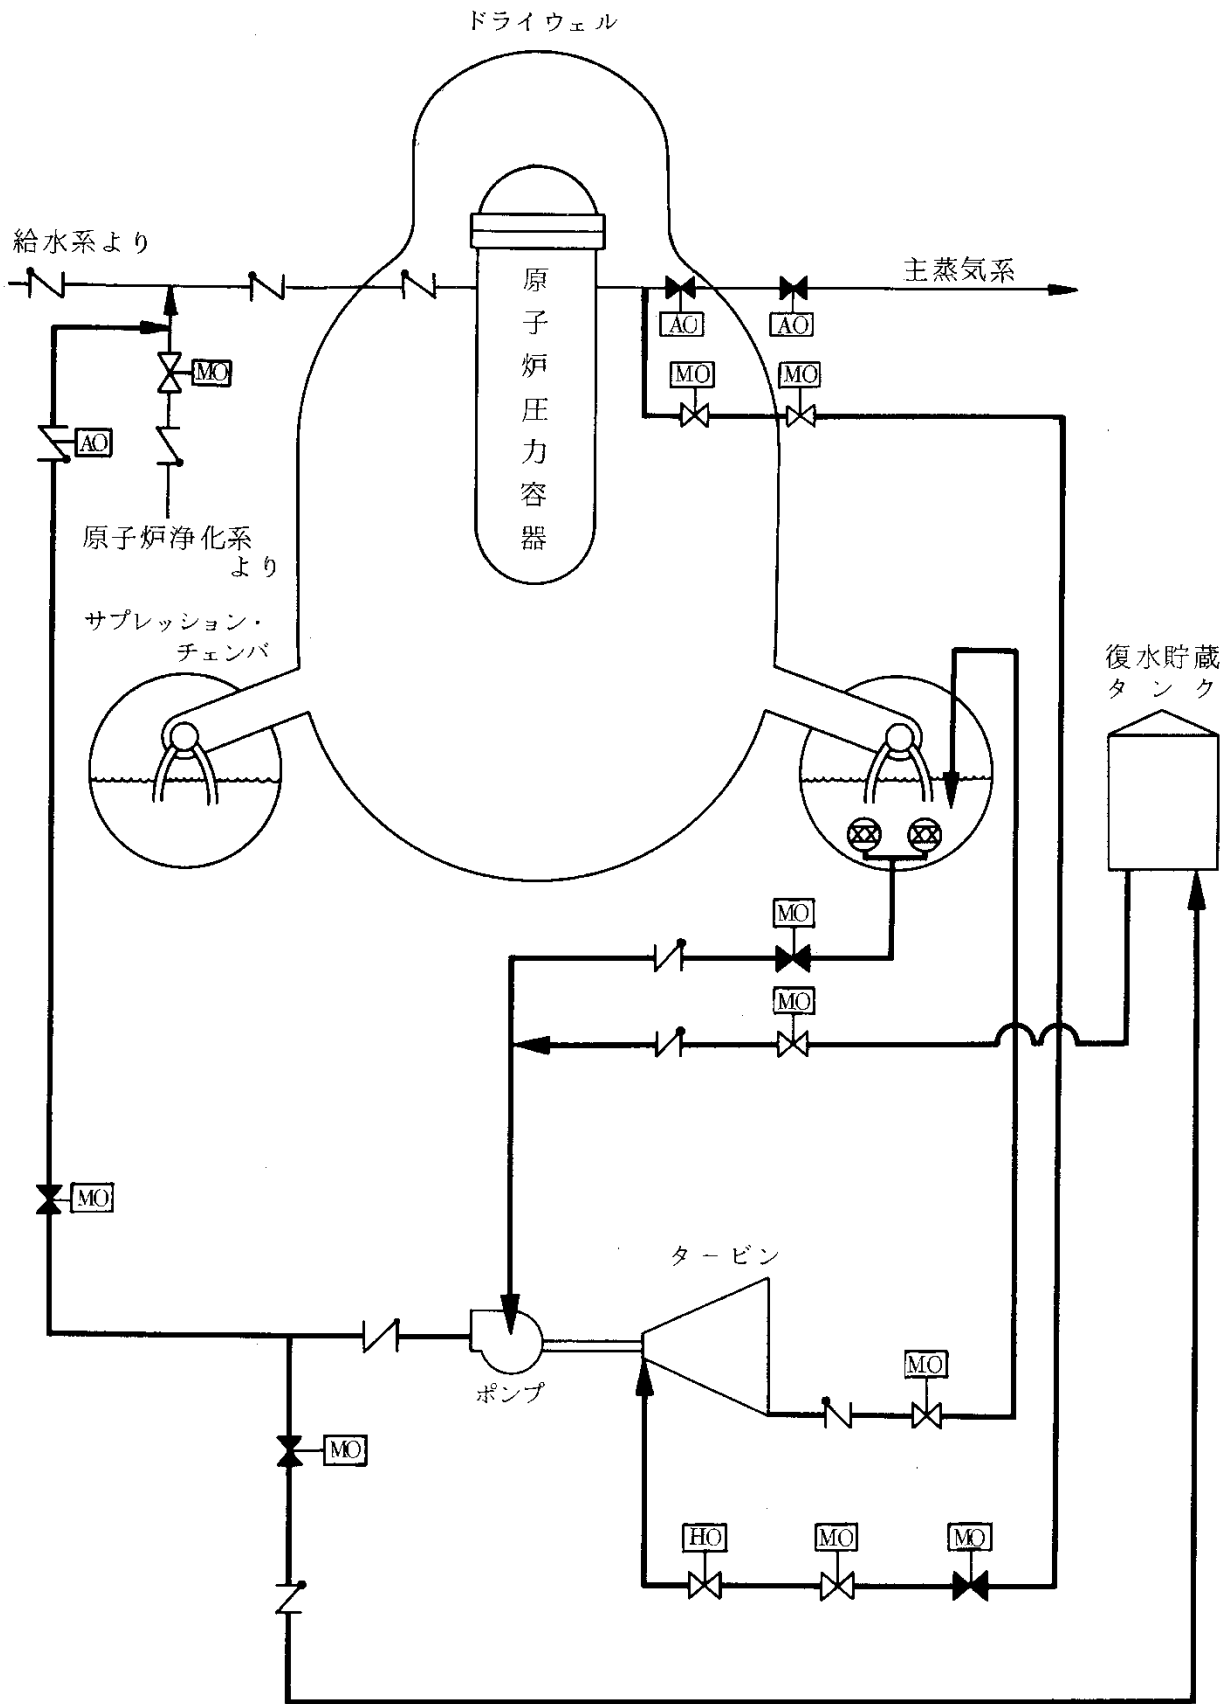 ドライウェル
給水系より
主蒸気系
原子炉圧力容器
AO
AO
MO
MO
MO
AO
原子炉浄化系
より
サプレッション・
チェンバ
復水貯蔵
タンク
MO
MO
MO
タービン
ポンプ
MO
MO
HO
MO
MO